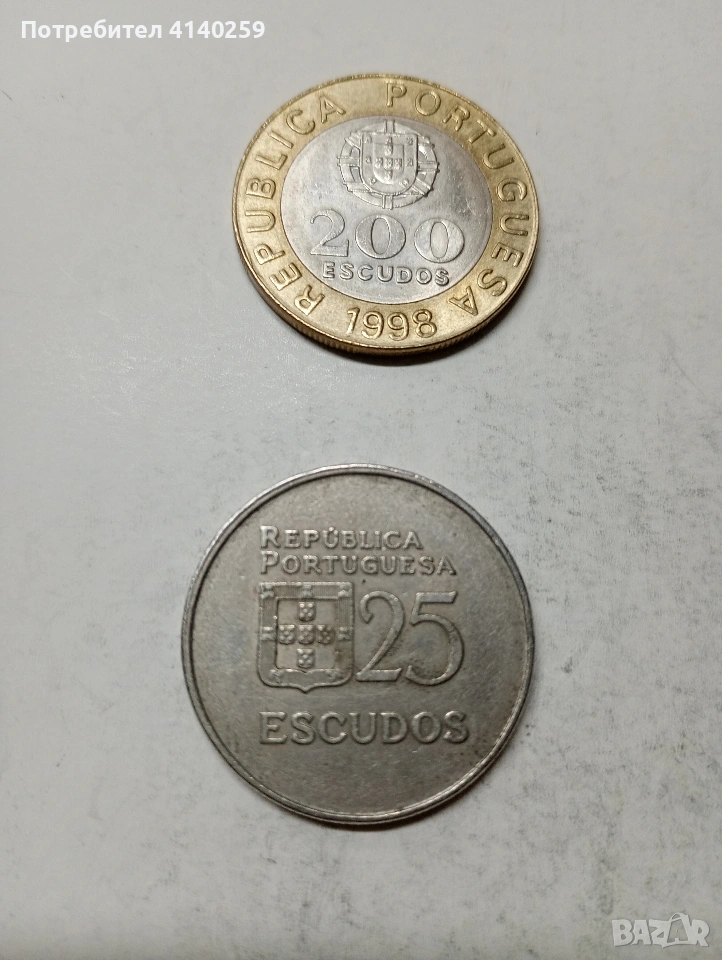 Потребител 4140259
REPUBLICA PORTUGUESA
200
ESCUDOS
1998
REPÚBLICA
PORTUGUESA
25
ESCUDOS
BAZAR